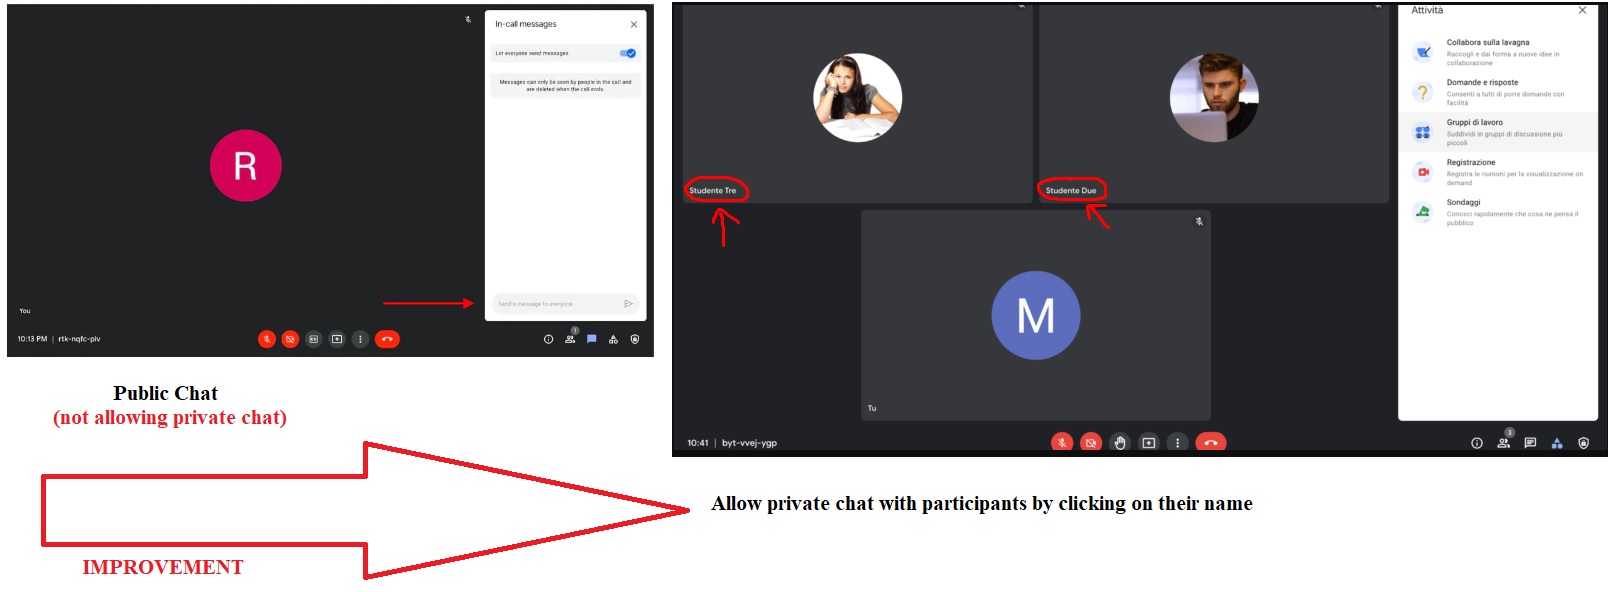 In-call messages
Let everyone send messages
Messages can only be seen by people in the call and
are deleted when the call ends.
R
Send a message to everyone
You
10:13 PM | rtk-nqfc-piv
1
Public Chat
(not allowing private chat)
IMPROVEMENT
Attività
Collabora sulla lavagna
Raccogli e dai forma a nuove idee in
collaborazione
Domande e risposte
Consenti a tutti di porre domande con
facilità
Gruppi di lavoro
Suddividi in gruppi di discussione più
piccoli
Registrazione
Registra le riunioni per la visualizzazione on
demand
Sondaggi
Conosci rapidamente che cosa ne pensa il
pubblico
Studente Tre
Studente Due
M
Tu
10:41 | byt-vvej-ygp
3
Allow private chat with participants by clicking on their name